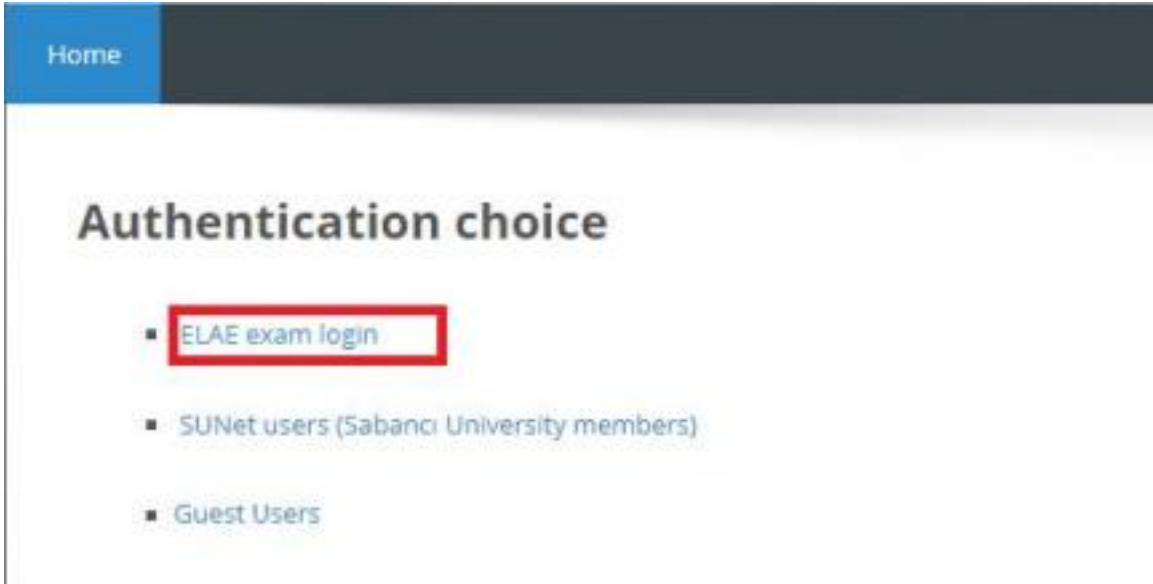 Home
Authentication choice
ELAE exam login
SUNet users (Sabancı University members)
Guest Users